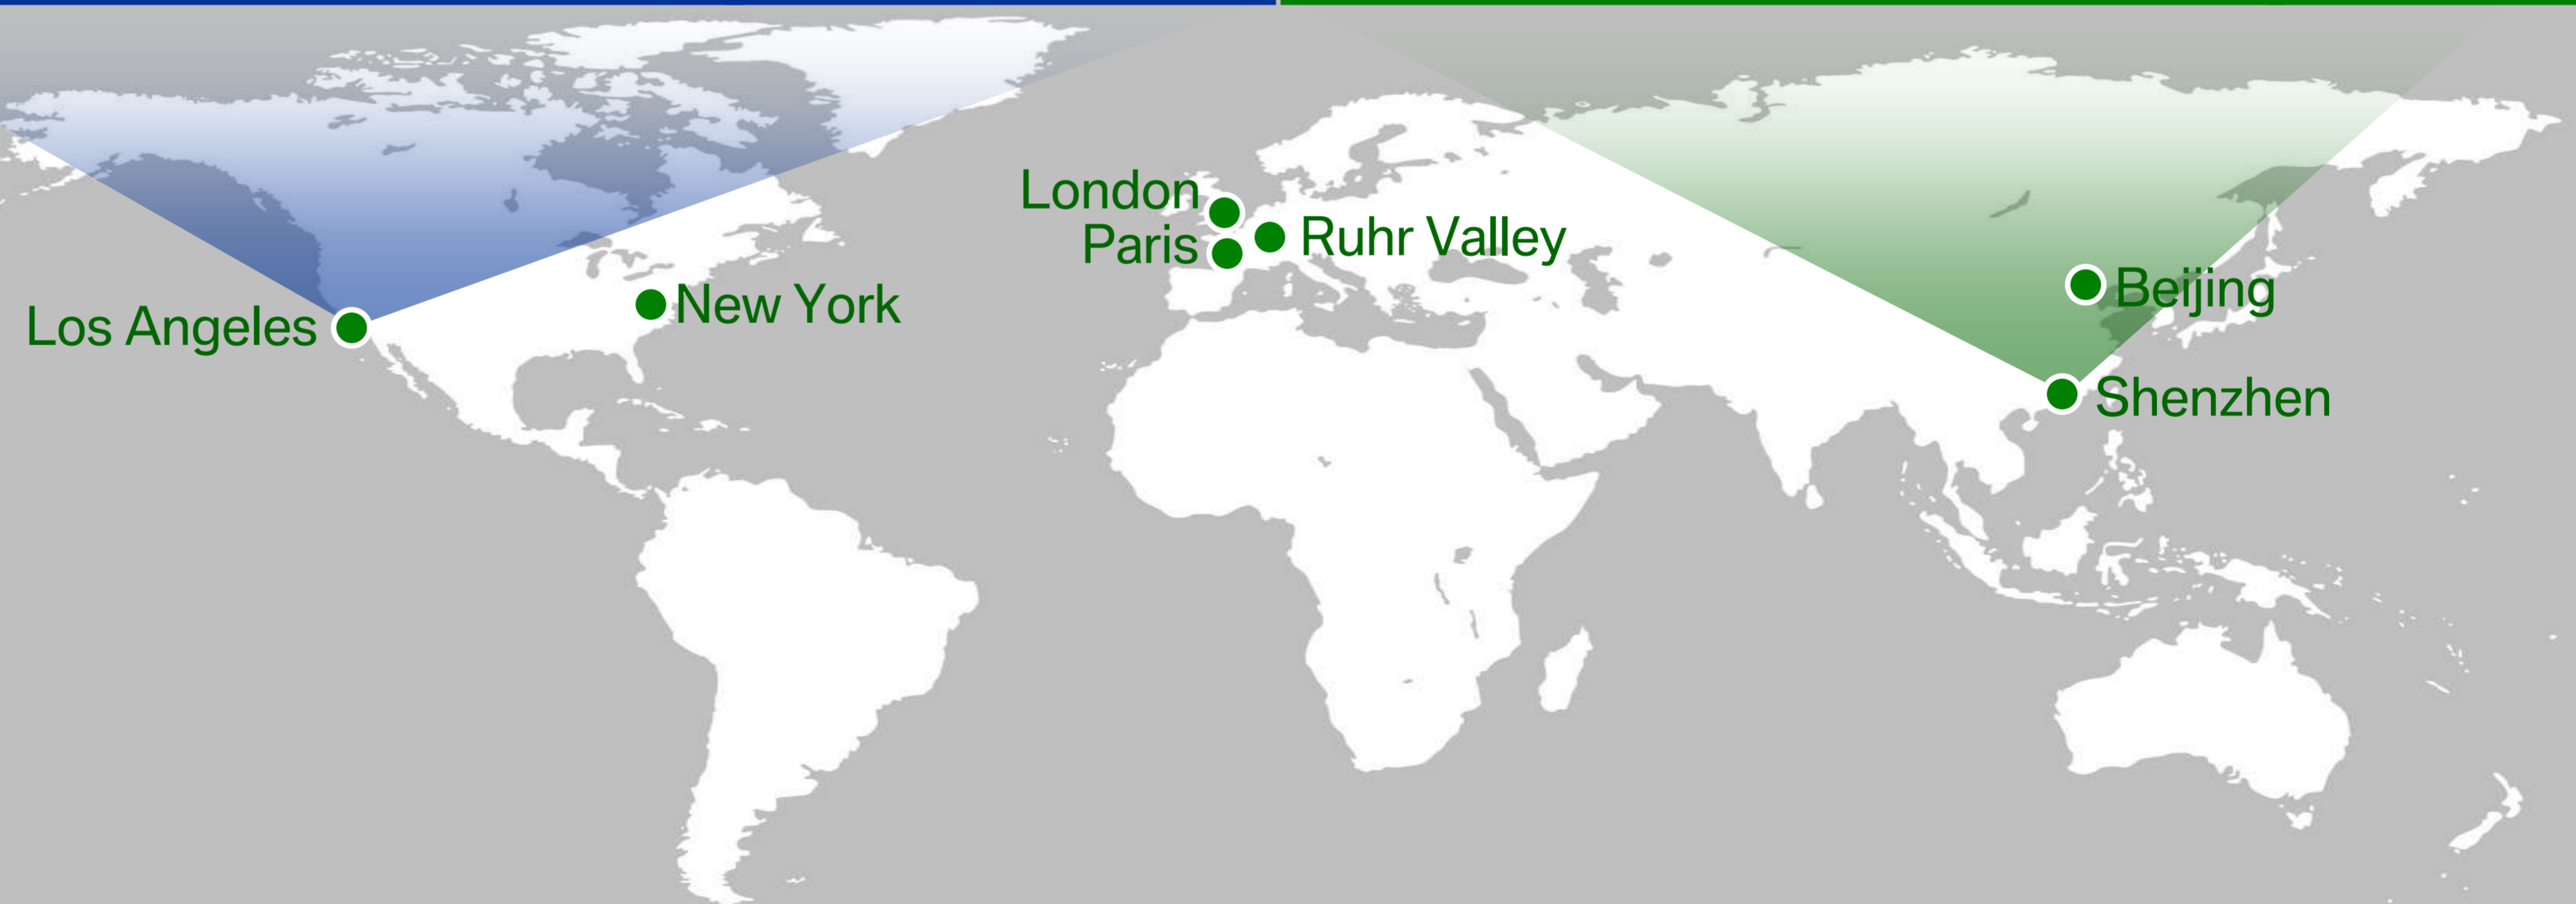 London
Paris
Ruhr Valley
Beijing
New York
Los Angeles
Shenzhen